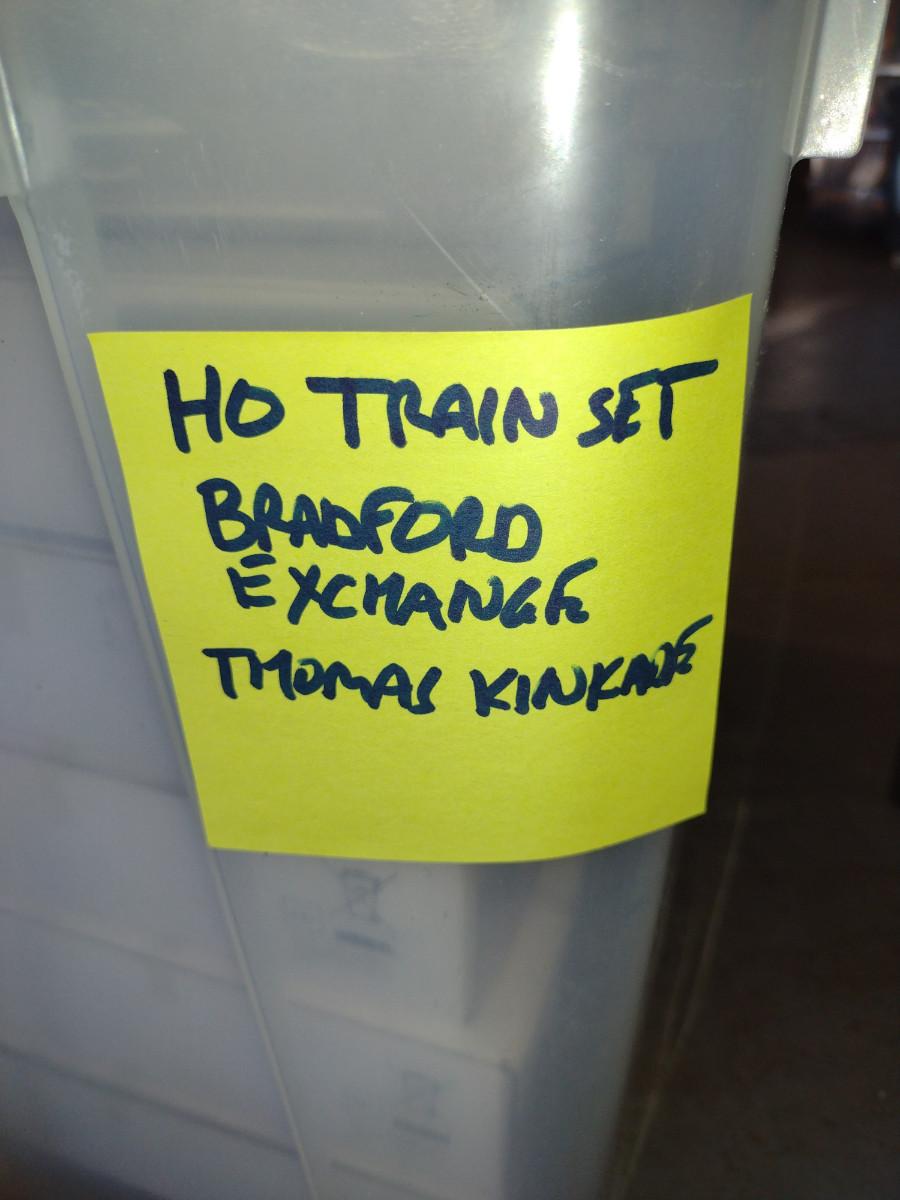 HO TRAIN SET
BRADFORD
EXCHANGE
THOMAS KINKADE